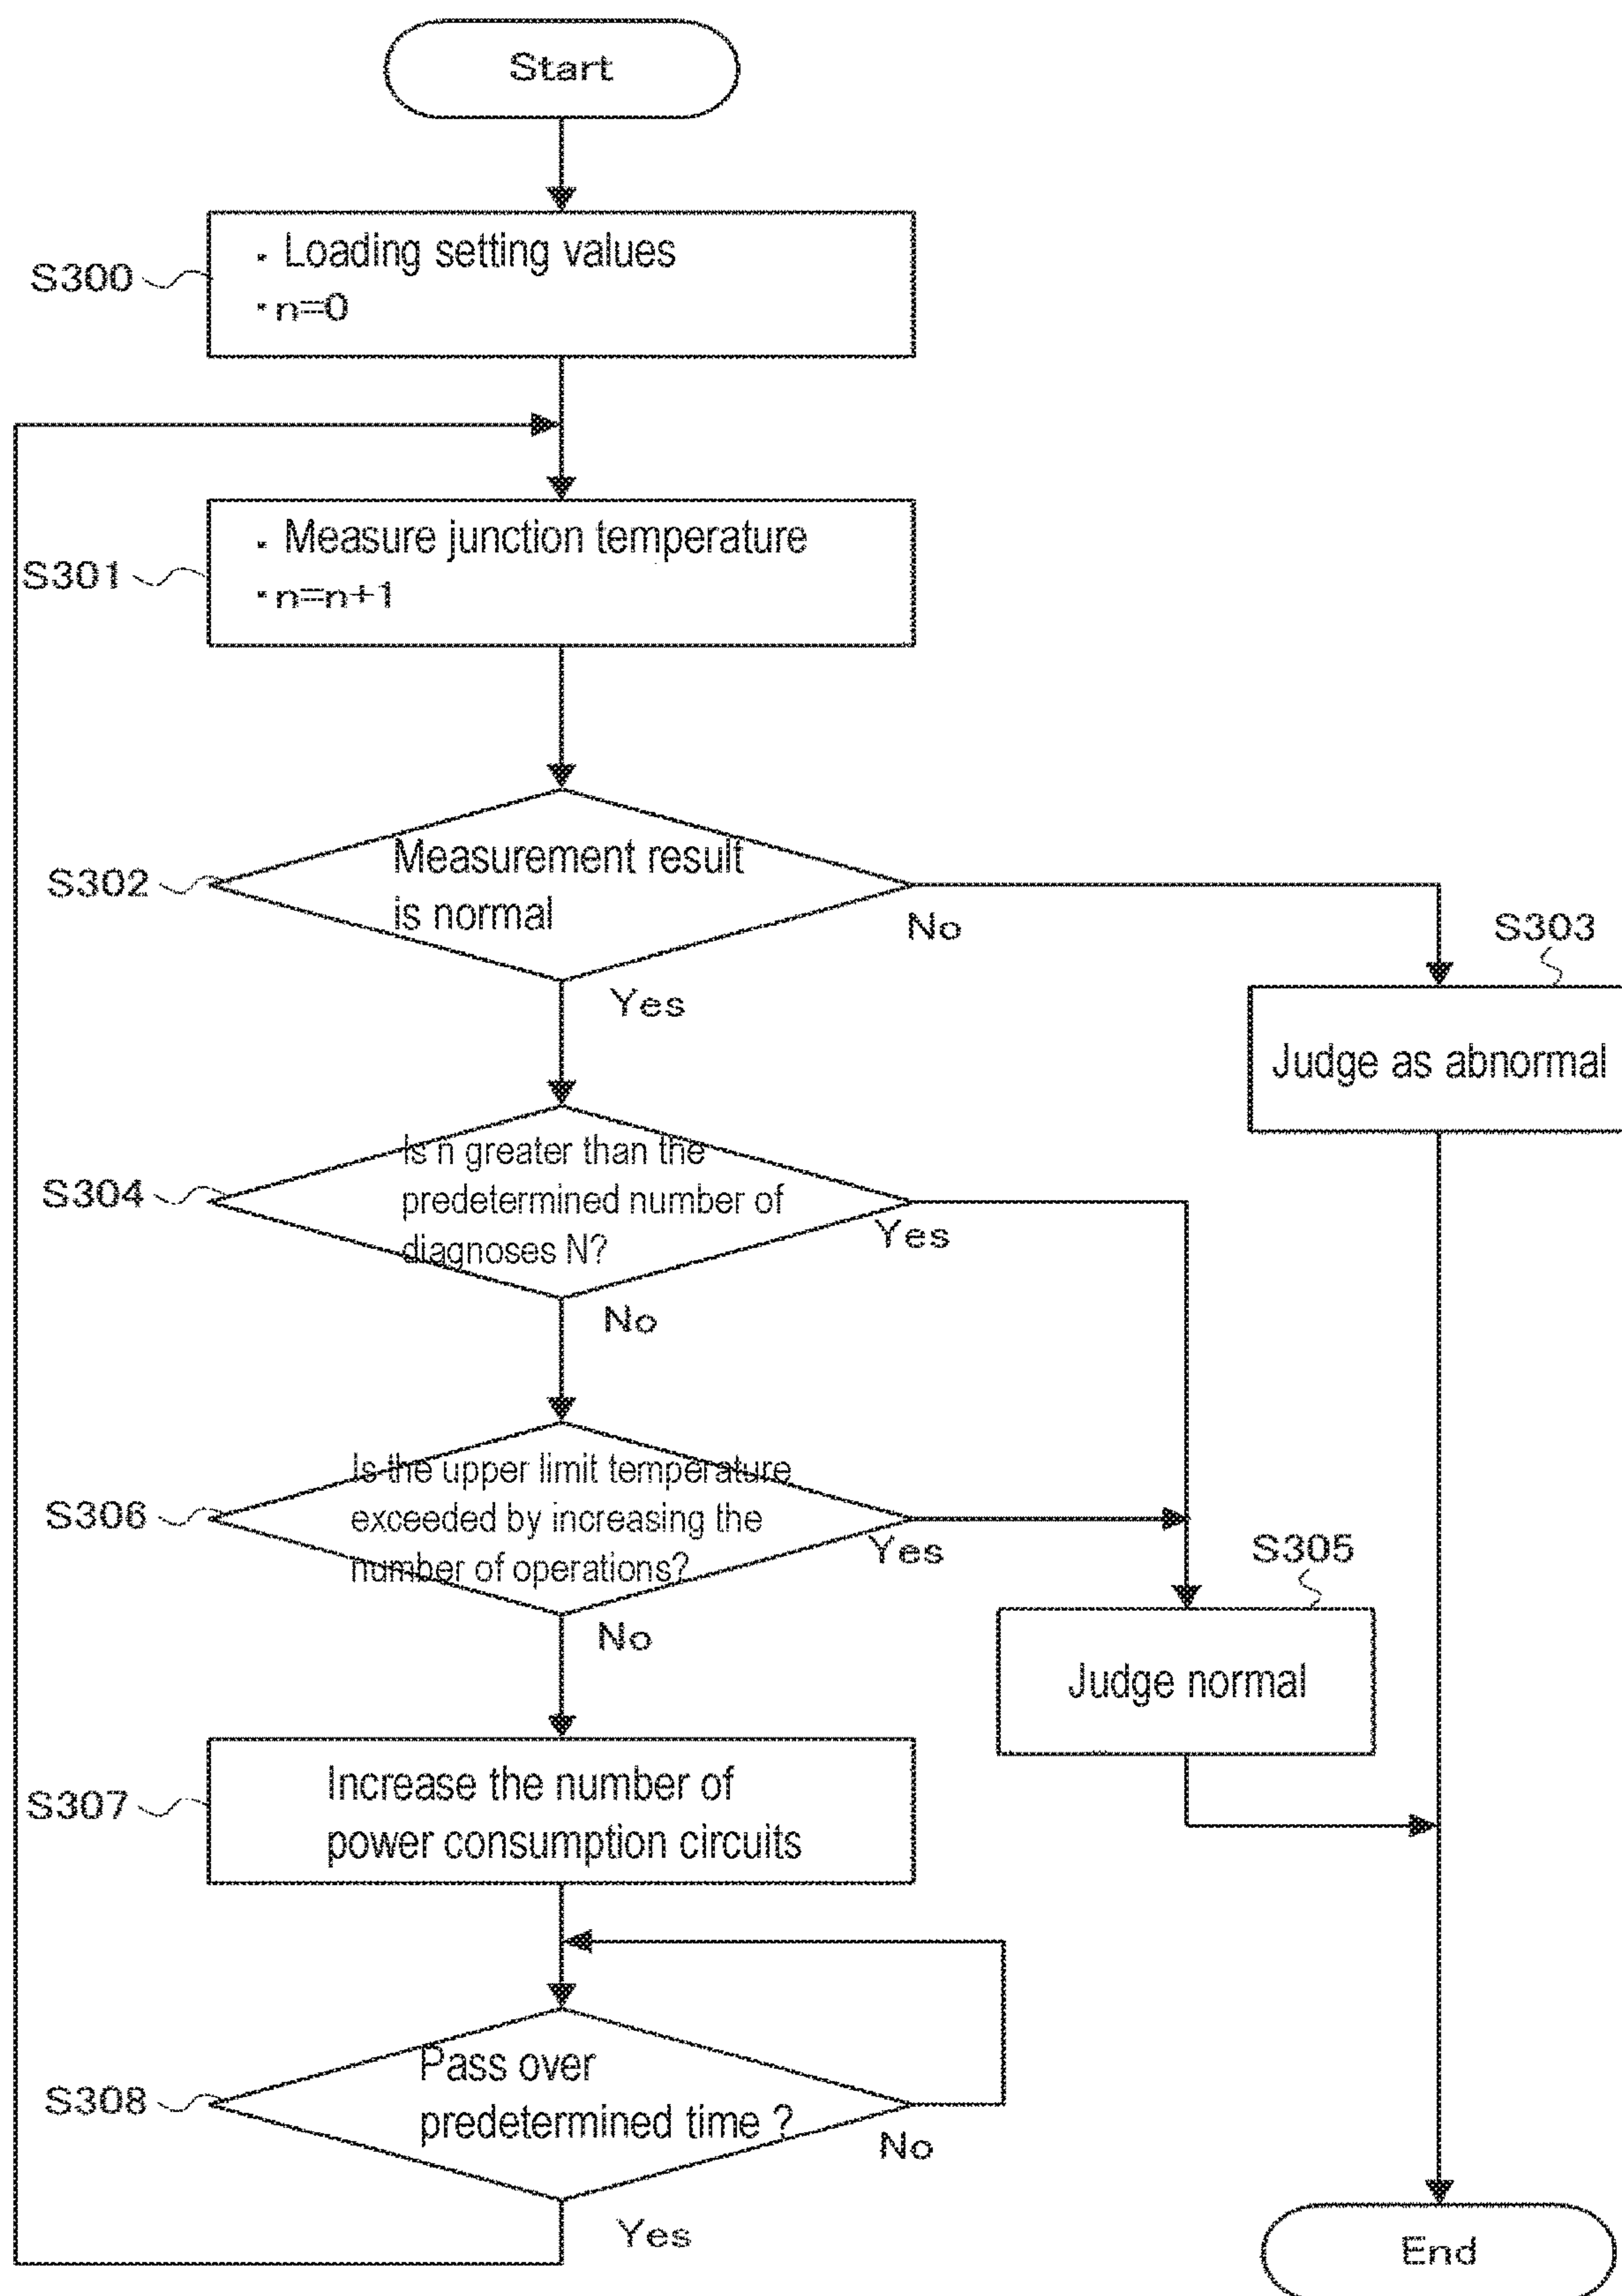 Start
S300
・ Loading setting values
・n=0
S301
・ Measure junction temperature
・n=n+1
S302
Measurement result
is normal
No
Yes
S303
Judge as abnormal
S304
Is n greater than the
predetermined number of
diagnoses N?
Yes
No
S306
Is the upper limit temperature
exceeded by increasing the
number of operations?
Yes
No
S305
Judge normal
S307
Increase the number of
power consumption circuits
S308
Pass over
predetermined time ?
No
Yes
End